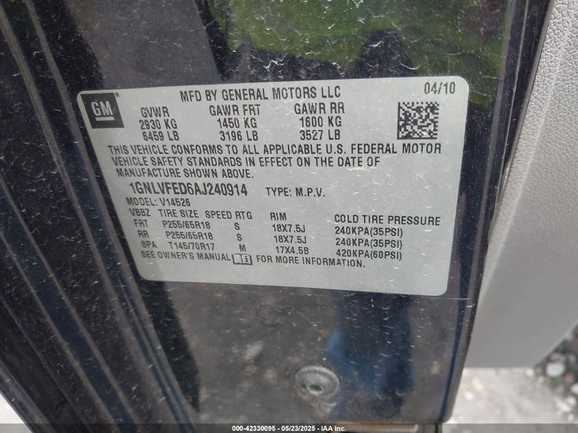 MFD BY GENERAL MOTORS LLC 04/10
GM
GVWR GAWR FRT GAWR RR
2930 KG 1450 KG 1600 KG
6459 LB 3196 LB 3527 LB
THIS VEHICLE CONFORMS TO ALL APPLICABLE U.S. FEDERAL MOTOR
VEHICLE SAFETY STANDARDS IN EFFECT ON THE DATE OF
MANUFACTURE SHOWN ABOVE.
1GNLVFED6AJ240914 TYPE: M.P.V.
MODEL: V14526
VBBZ TIRE SIZE SPEED RTG RIM COLD TIRE PRESSURE
FRT P255/65R18 S 18X7.5J 240KPA(35PSI)
RR P255/65R18 S 18X7.5J 240KPA(35PSI)
SPA T145/70R17 M 17X4.5B 420KPA(60PSI)
SEE OWNER'S MANUAL FOR MORE INFORMATION.
000-42330095 - 05/23/2025 - IAA Inc.